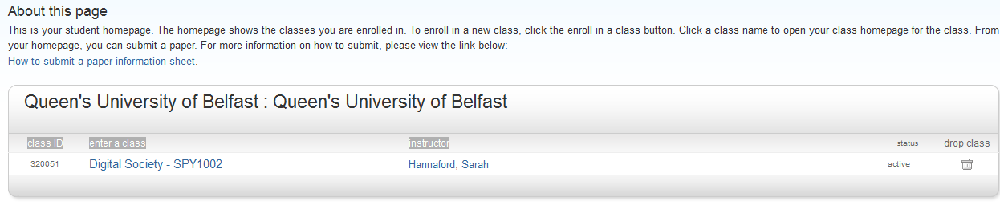 About this page
This is your student homepage. The homepage shows the classes you are enrolled in. To enroll in a new class, click the enroll in a class button. Click a class name to open your class homepage for the class. From
your homepage, you can submit a paper. For more information on how to submit, please view the link below:
How to submit a paper information sheet.
Queen's University of Belfast : Queen's University of Belfast
class ID enter a class instructor status drop class
320051 Digital Society - SPY1002 Hannaford, Sarah active